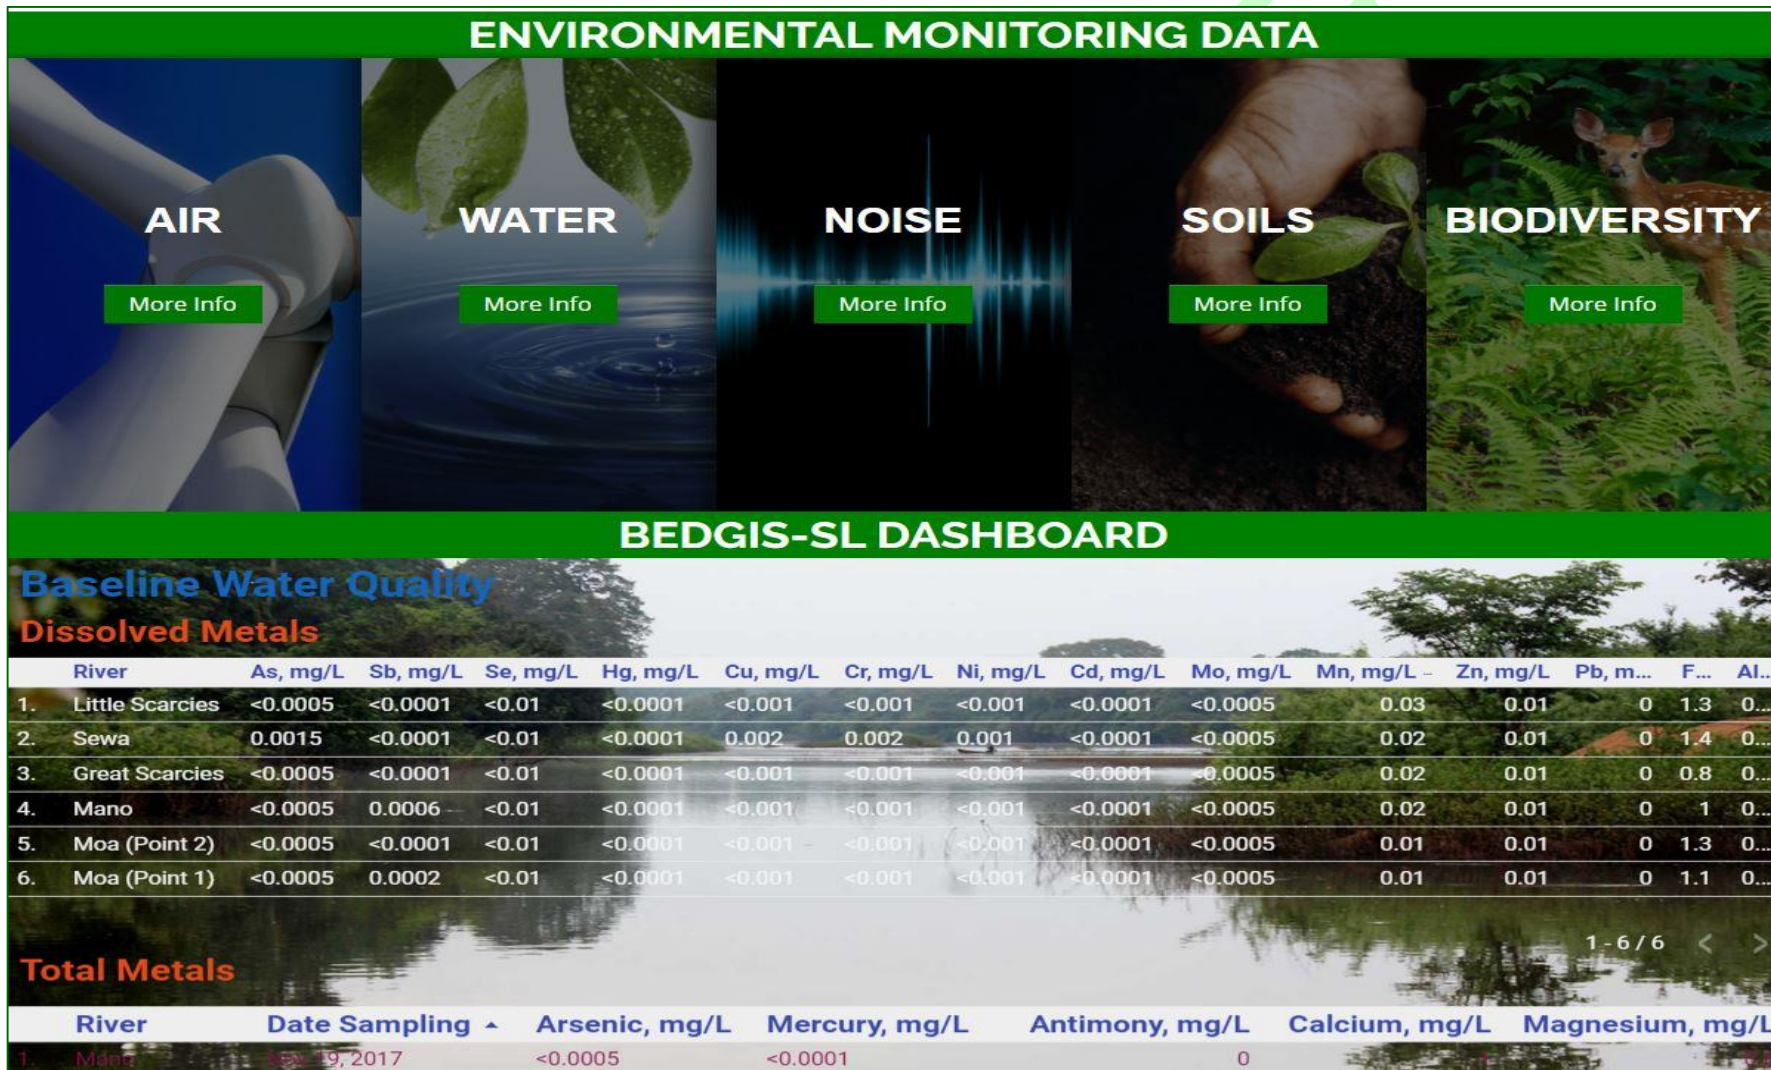 ENVIRONMENTAL MONITORING DATA
AIR WATER NOISE SOILS BIODIVERSITY
More Info More Info More Info More Info More Info
BEDGIS-SL DASHBOARD
Baseline Water Quality
Dissolved Metals
River As, mg/L Sb, mg/L Se, mg/L Hg, mg/L Cu, mg/L Cr, mg/L Ni, mg/L Cd, mg/L Mo, mg/L Mn, mg/L Zn, mg/L Pb, m... F... Al...
1. Little Scarcies <0.0005 <0.0001 <0.01 <0.0001 <0.001 <0.001 <0.001 <0.0001 <0.0005 0.03 0.01 0 1.3 0...
2. Sewa 0.0015 <0.0001 <0.01 <0.0001 0.002 0.002 0.001 <0.0001 <0.0005 0.02 0.01 0 1.4 0...
3. Great Scarcies <0.0005 <0.0001 <0.01 <0.0001 <0.001 <0.001 <0.001 <0.0001 <0.0005 0.02 0.01 0 0.8 0...
4. Mano <0.0005 0.0006 <0.01 <0.0001 <0.001 <0.001 <0.001 <0.0001 <0.0005 0.02 0.01 0 1 0...
5. Moa (Point 2) <0.0005 <0.0001 <0.01 <0.0001 <0.001 <0.001 <0.001 <0.0001 <0.0005 0.01 0.01 0 1.3 0...
6. Moa (Point 1) <0.0005 0.0002 <0.01 <0.0001 <0.001 <0.001 <0.001 <0.0001 <0.0005 0.01 0.01 0 1.1 0...
1 - 6 / 6 < >
Total Metals
River Date Sampling Arsenic, mg/L Mercury, mg/L Antimony, mg/L Calcium, mg/L Magnesium, mg/L
1. Mano 19, 2017 <0.0005 <0.0001 0